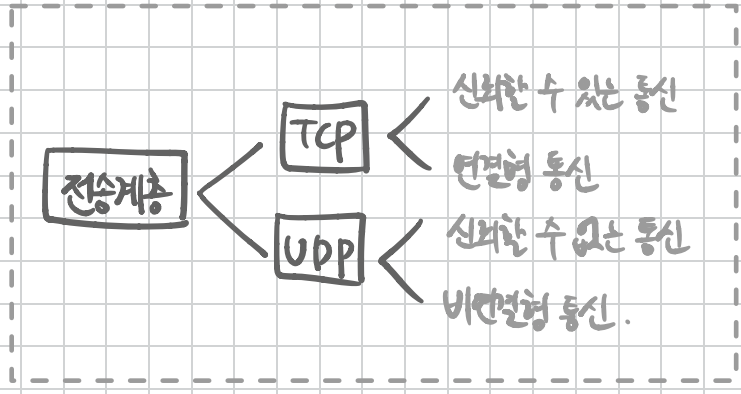 전송계층
TCP
신뢰할 수 있는 통신
연결형 통신
UDP
신뢰할 수 없는 통신
비연결형 통신.